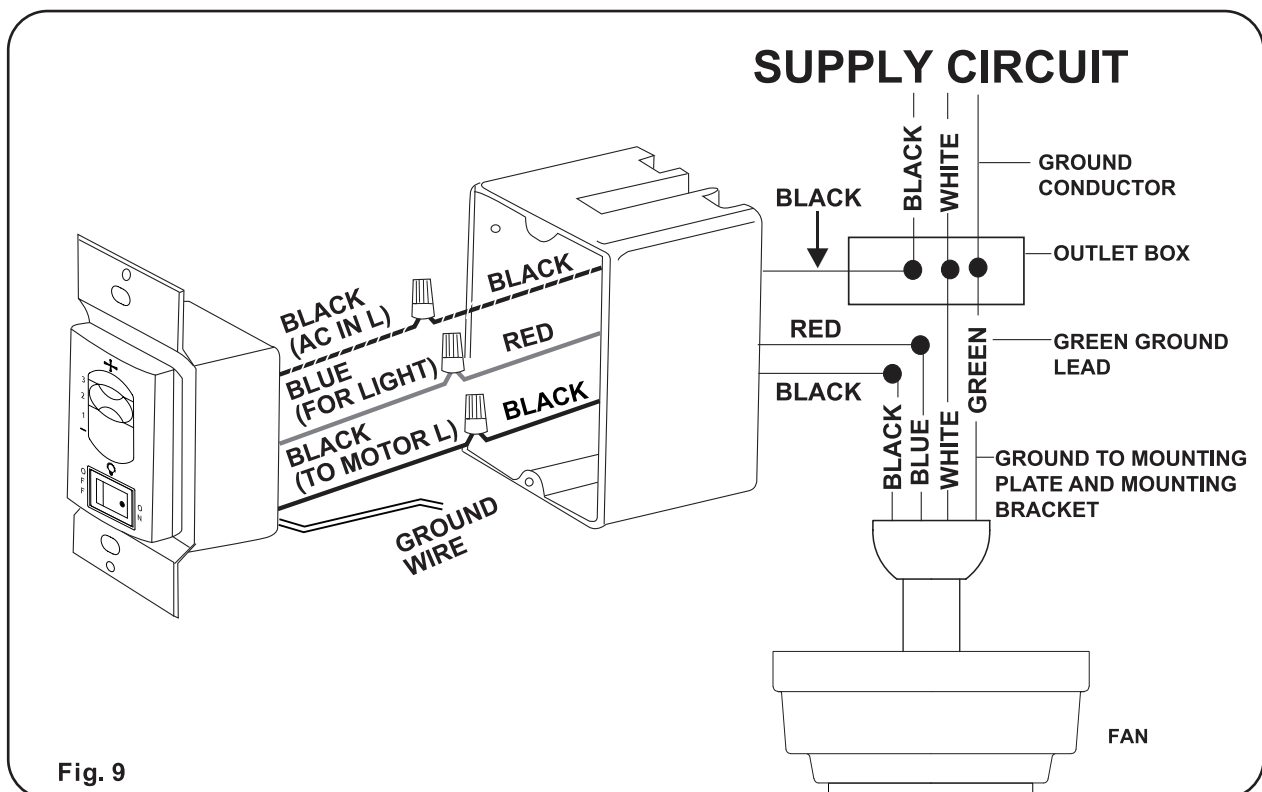 SUPPLY CIRCUIT
BLACK
WHITE
GROUND
CONDUCTOR
BLACK
OUTLET BOX
BLACK
(AC IN L)
BLACK
BLUE
(FOR LIGHT)
RED
BLACK
(TO MOTOR L)
BLACK
GROUND
WIRE
3
2
1
+
−
OFF
ON
RED
BLACK
GREEN
GREEN GROUND
LEAD
BLACK
BLUE
WHITE
GROUND TO MOUNTING
PLATE AND MOUNTING
BRACKET
FAN
Fig. 9